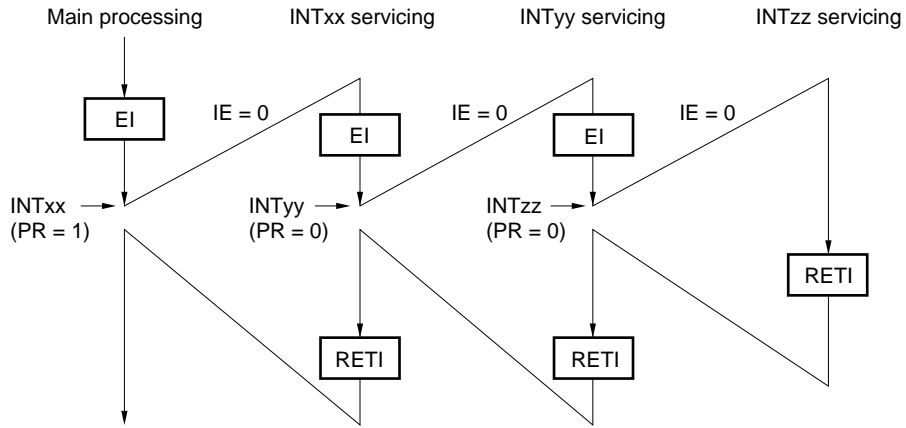 Main processing
INTxx servicing
INTyy servicing
INTzz servicing
EI
IE = 0
EI
IE = 0
EI
IE = 0
INTxx
(PR = 1)
INTyy
(PR = 0)
INTzz
(PR = 0)
RETI
RETI
RETI